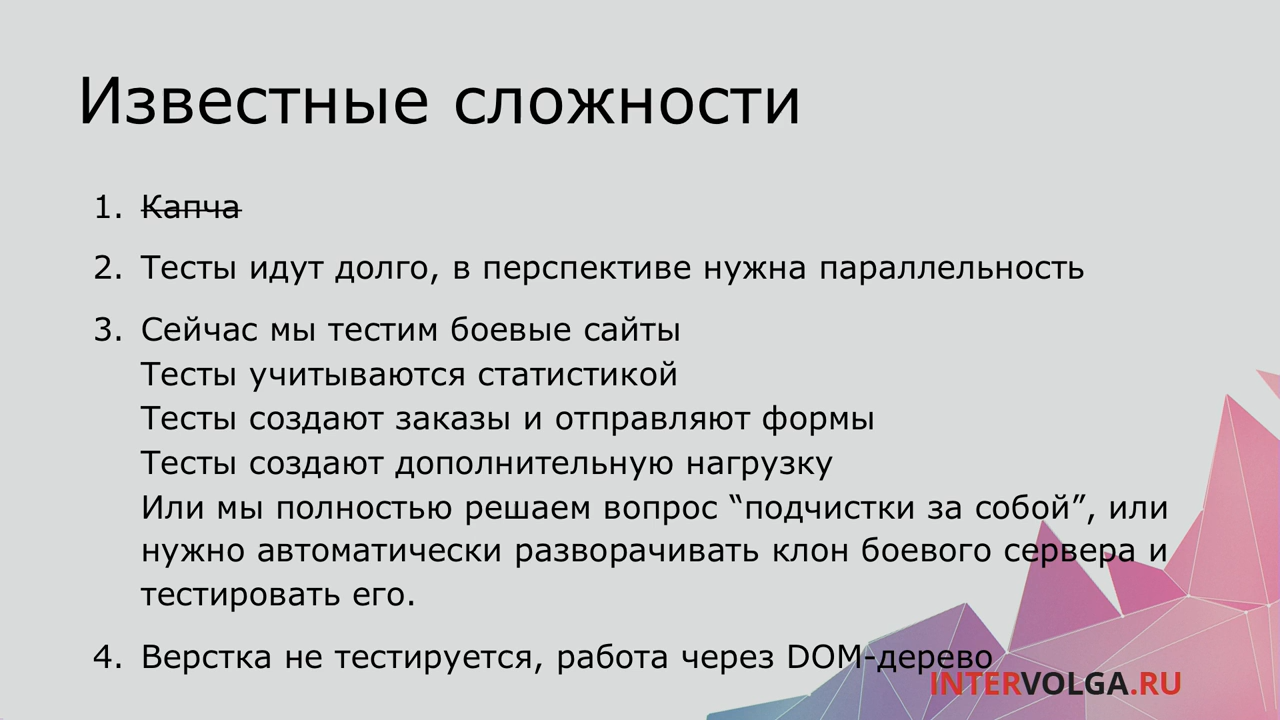 Известные сложности
1. Капча
2. Тесты идут долго, в перспективе нужна параллельность
3. Сейчас мы тестим боевые сайты
Тесты учитываются статистикой
Тесты создают заказы и отправляют формы
Тесты создают дополнительную нагрузку
Или мы полностью решаем вопрос “подчистки за собой”, или
нужно автоматически разворачивать клон боевого сервера и
тестировать его.
4. Верстка не тестируется, работа через DOM-дерево
INTERVOLGA.RU